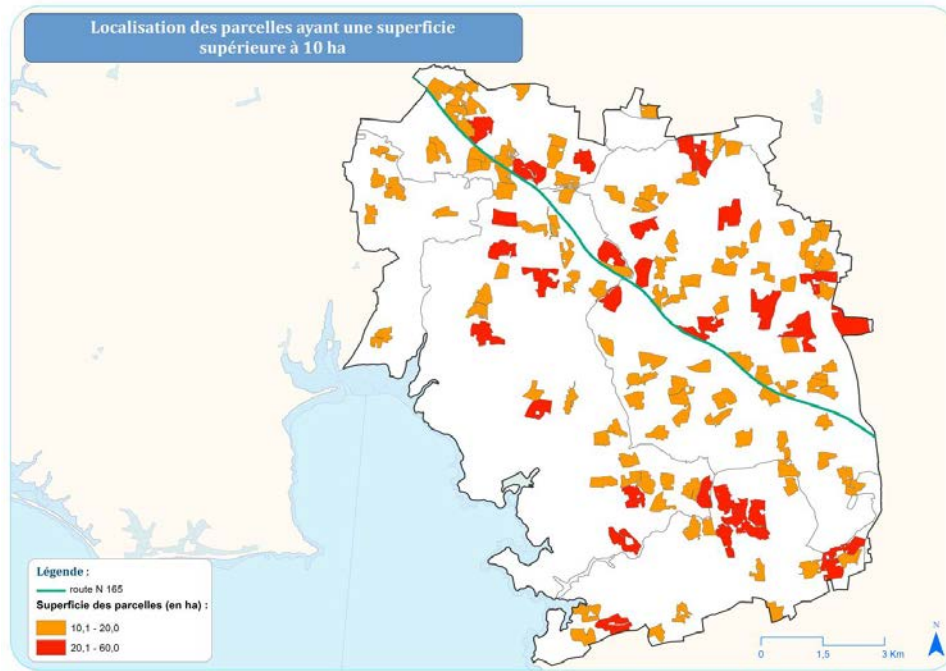 Localisation des parcelles ayant une superficie
supérieure à 10 ha
Légende :
route N 165
Superficie des parcelles (en ha) :
10,1 - 20,0
20,1 - 60,0
N
0 1,5 3 Km